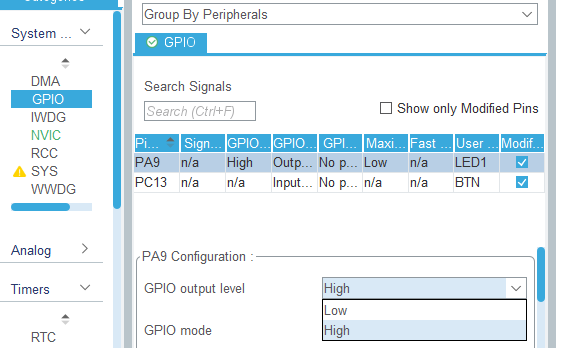 Categories
Group By Peripherals
System ...
GPIO
DMA
GPIO
IWDG
NVIC
RCC
SYS
WWDG
Analog
Timers
RTC
Search Signals
Search (Ctrl+F)
Show only Modified Pins
Pi... Sign... GPIO... GPIO... GPI... Maxi... Fast ... User ... Modif...
PA9 n/a High Outp... No p... Low n/a LED1
PC13 n/a n/a Input... No p... n/a n/a BTN
PA9 Configuration :
GPIO output level High
Low
GPIO mode High